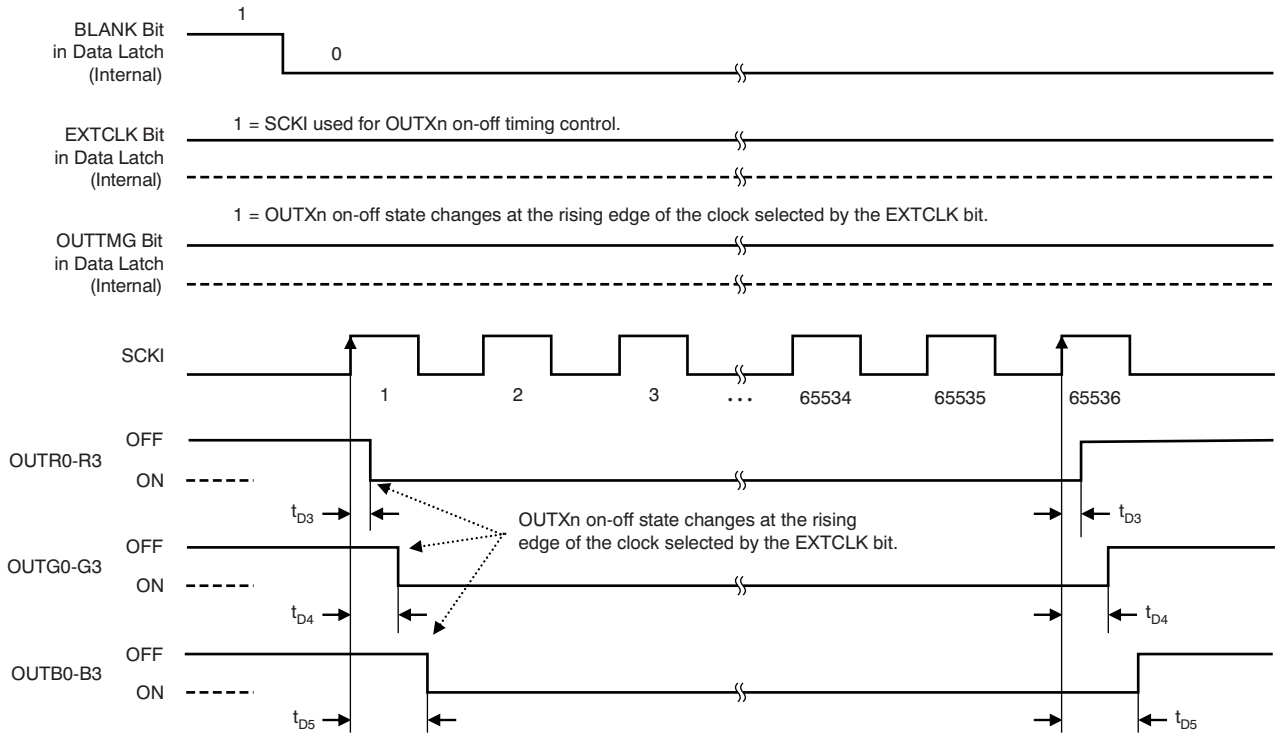 1
BLANK Bit
in Data Latch
(Internal)
0
1 = SCKI used for OUTXn on-off timing control.
EXTCLK Bit
in Data Latch
(Internal)
1 = OUTXn on-off state changes at the rising edge of the clock selected by the EXTCLK bit.
OUTTMG Bit
in Data Latch
(Internal)
SCKI
1 2 3 ... 65534 65535 65536
OFF
OUTR0-R3
ON
tD3 tD3
OUTXn on-off state changes at the rising
edge of the clock selected by the EXTCLK bit.
OFF
OUTG0-G3
ON
tD4 tD4
OFF
OUTB0-B3
ON
tD5 tD5